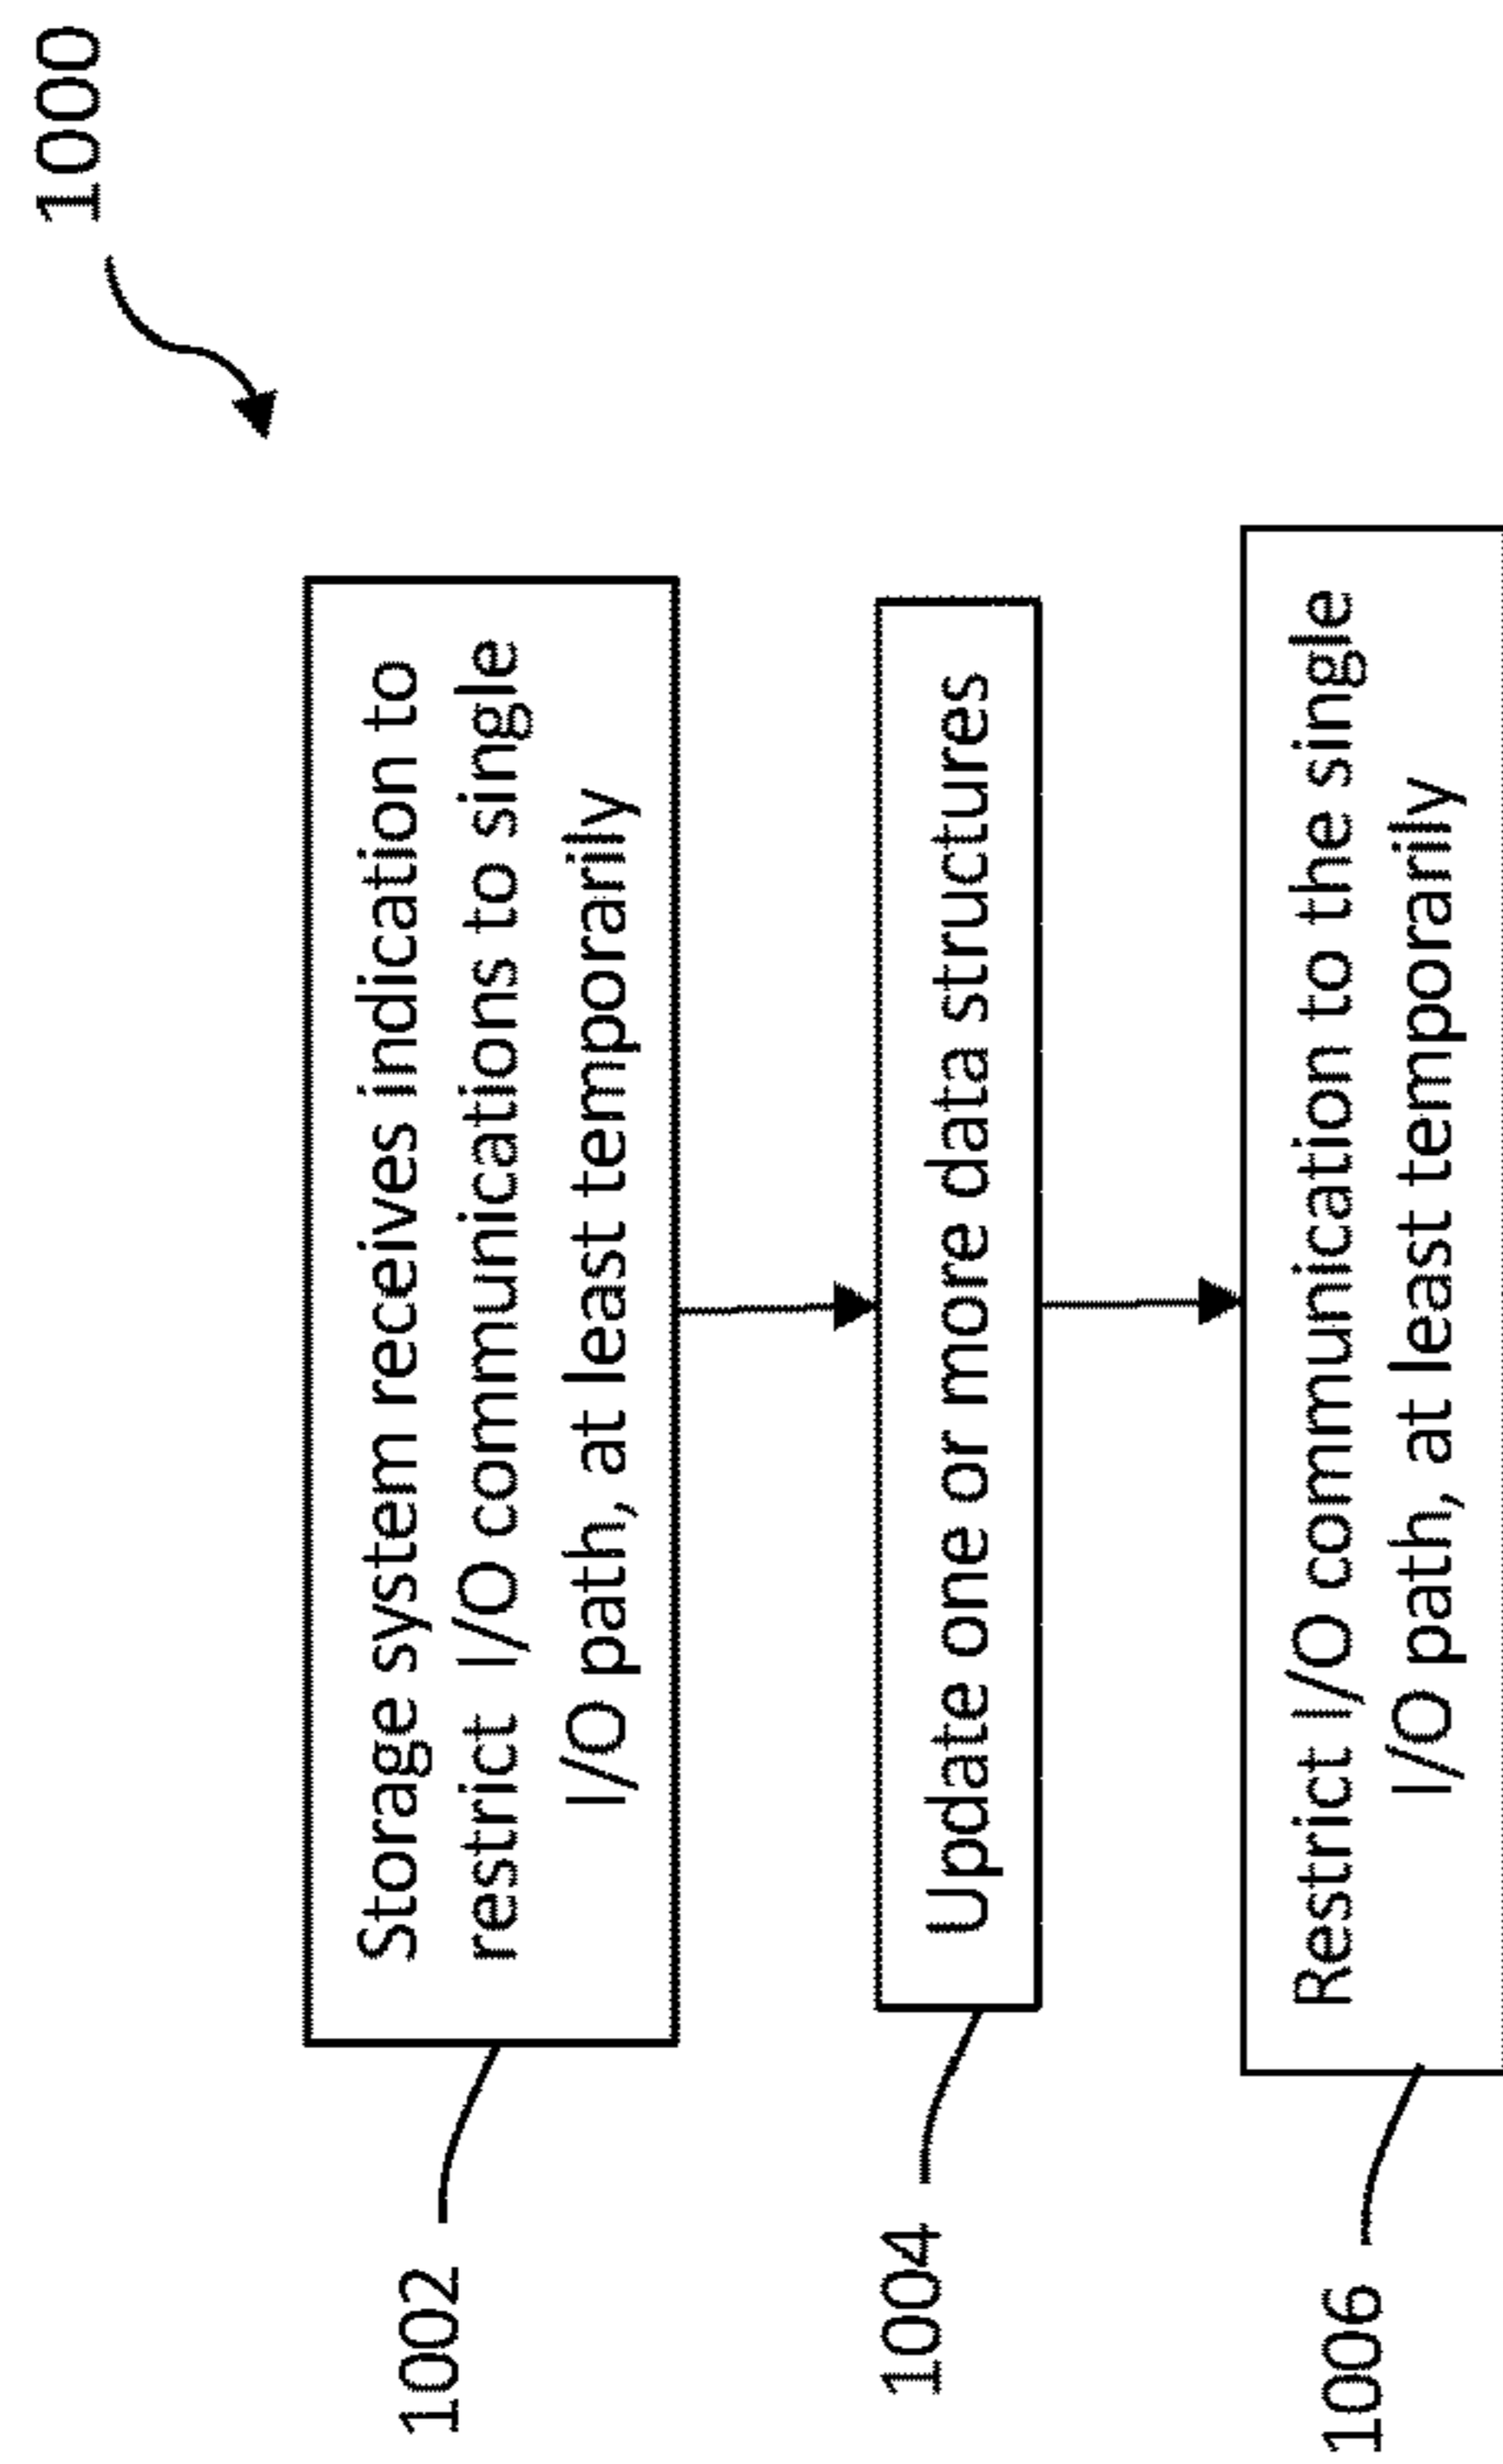 1000
1002
Storage system receives indication to
restrict I/O communications to single
I/O path, at least temporarily
1004
Update one or more data structures
1006
Restrict I/O communication to the single
I/O path, at least temporarily